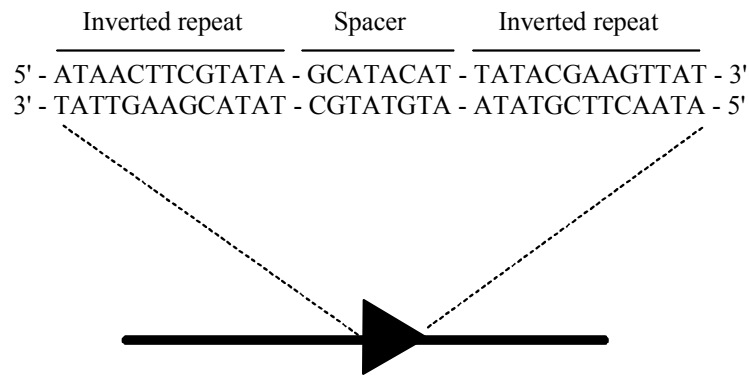 Inverted repeat Spacer Inverted repeat
5' - ATAACTTCGTATA - GCATACAT - TATACGAAGTTAT - 3'
3' - TATTGAAGCATAT - CGTATGTA - ATATGCTTCAATA - 5'